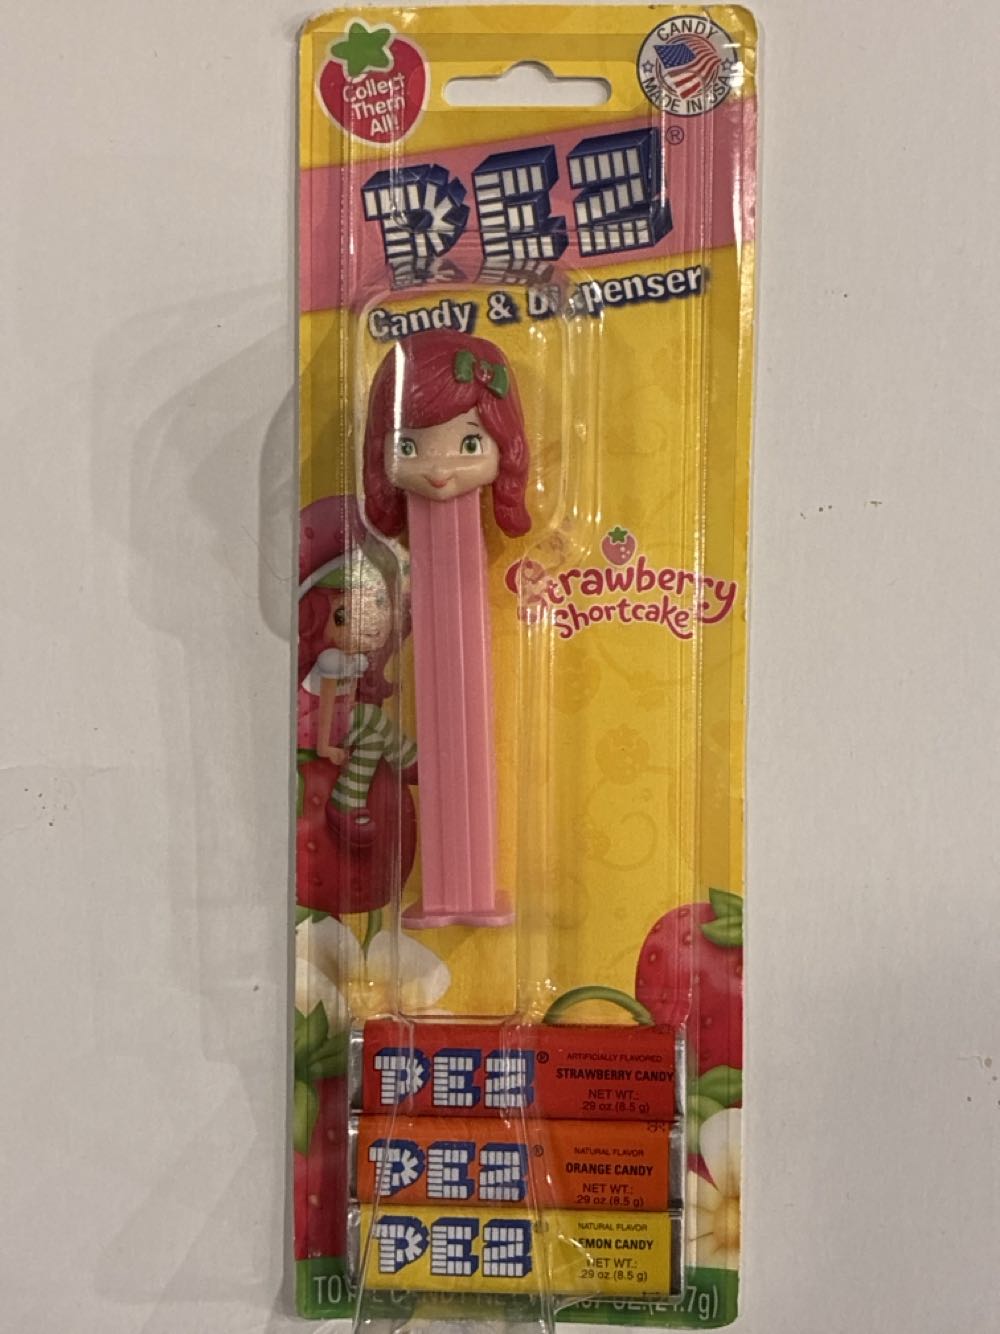 Collect
Them
All!
CANDY
MADE IN USA
PEZ®
Candy & Dispenser
Strawberry
Shortcake
PEZ®
ARTIFICIALLY FLAVORED
STRAWBERRY CANDY
NET WT.:
.29 oz.(8.5 g)
PEZ®
NATURAL FLAVOR
ORANGE CANDY
NET WT.:
.29 oz.(8.5 g)
PEZ®
NATURAL FLAVOR
LEMON CANDY
NET WT.:
.29 oz.(8.5 g)